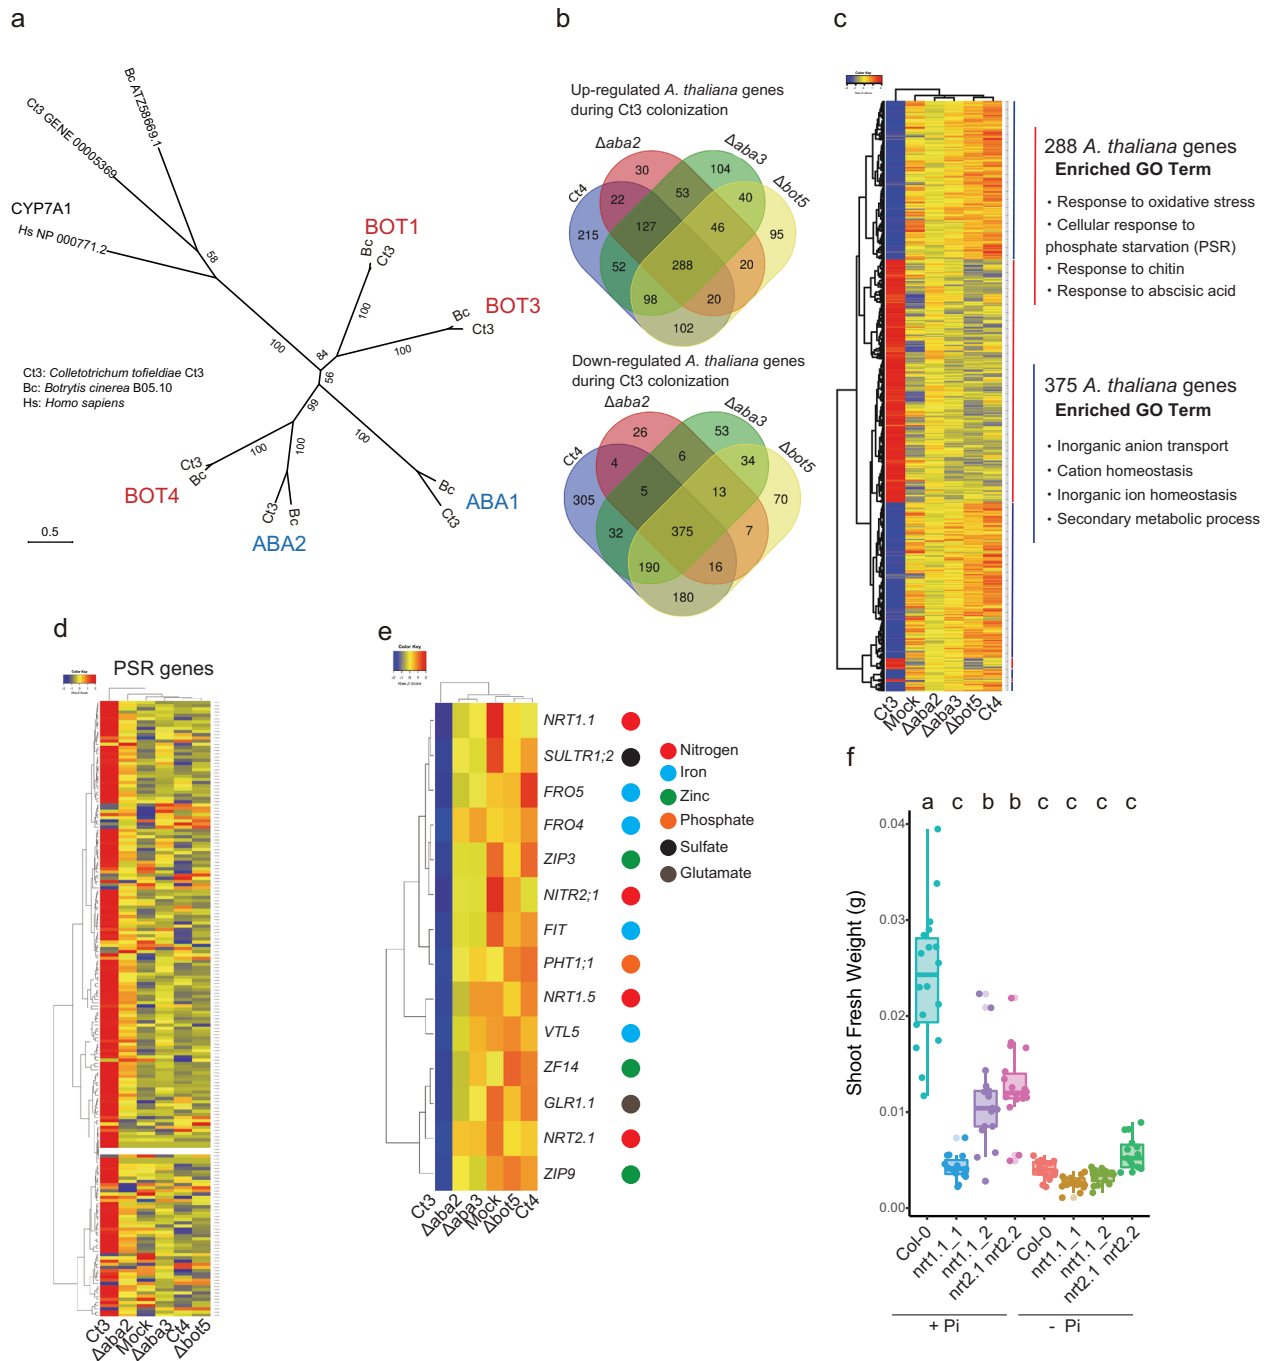 a
Bc ATZ58669.1
Ct3 GENE 00005369
CYP7A1
Hs NP 000771.2
58
100
84
56
99
100
100
100
100
100
BOT1
Bc
Ct3
BOT3
Bc
Ct3
Ct3: Colletotrichum tofieldiae Ct3
Bc: Botrytis cinerea B05.10
Hs: Homo sapiens
Ct3
Bc
BOT4
Ct3
Bc
ABA2
Bc
Ct3
ABA1
0.5
b
Up-regulated A. thaliana genes
during Ct3 colonization
Δaba2
Δaba3
Ct4
Δbot5
30
104
22
53
40
215
127
46
95
52
288
20
98
20
102
Down-regulated A. thaliana genes
during Ct3 colonization
Δaba2
Δaba3
Ct4
Δbot5
26
53
4
6
34
305
5
13
70
32
375
7
190
16
180
c
Color Key
288 A. thaliana genes
Enriched GO Term
・Response to oxidative stress
・Cellular response to
phosphate starvation (PSR)
・Response to chitin
・Response to abscisic acid
375 A. thaliana genes
Enriched GO Term
・Inorganic anion transport
・Cation homeostasis
・Inorganic ion homeostasis
・Secondary metabolic process
Ct3
Mock
Δaba2
Δaba3
Δbot5
Ct4
d
Color Key
Row Z-Score
PSR genes
Ct3
Δaba2
Mock
Δaba3
Ct4
Δbot5
e
Color Key
Row Z-Score
NRT1.1
SULTR1;2
FRO5
FRO4
ZIP3
NITR2;1
FIT
PHT1;1
NRT1.5
VTL5
ZF14
GLR1.1
NRT2.1
ZIP9
Ct3
Δaba2
Δaba3
Mock
Δbot5
Ct4
Nitrogen
Iron
Zinc
Phosphate
Sulfate
Glutamate
f
a c b b c c c c
Shoot Fresh Weight (g)
0.04
0.03
0.02
0.01
0.00
Col-0
nrt1.1_1
nrt1.1_2
nrt2.1 nrt2.2
Col-0
nrt1.1_1
nrt1.1_2
nrt2.1 nrt2.2
+ Pi
- Pi